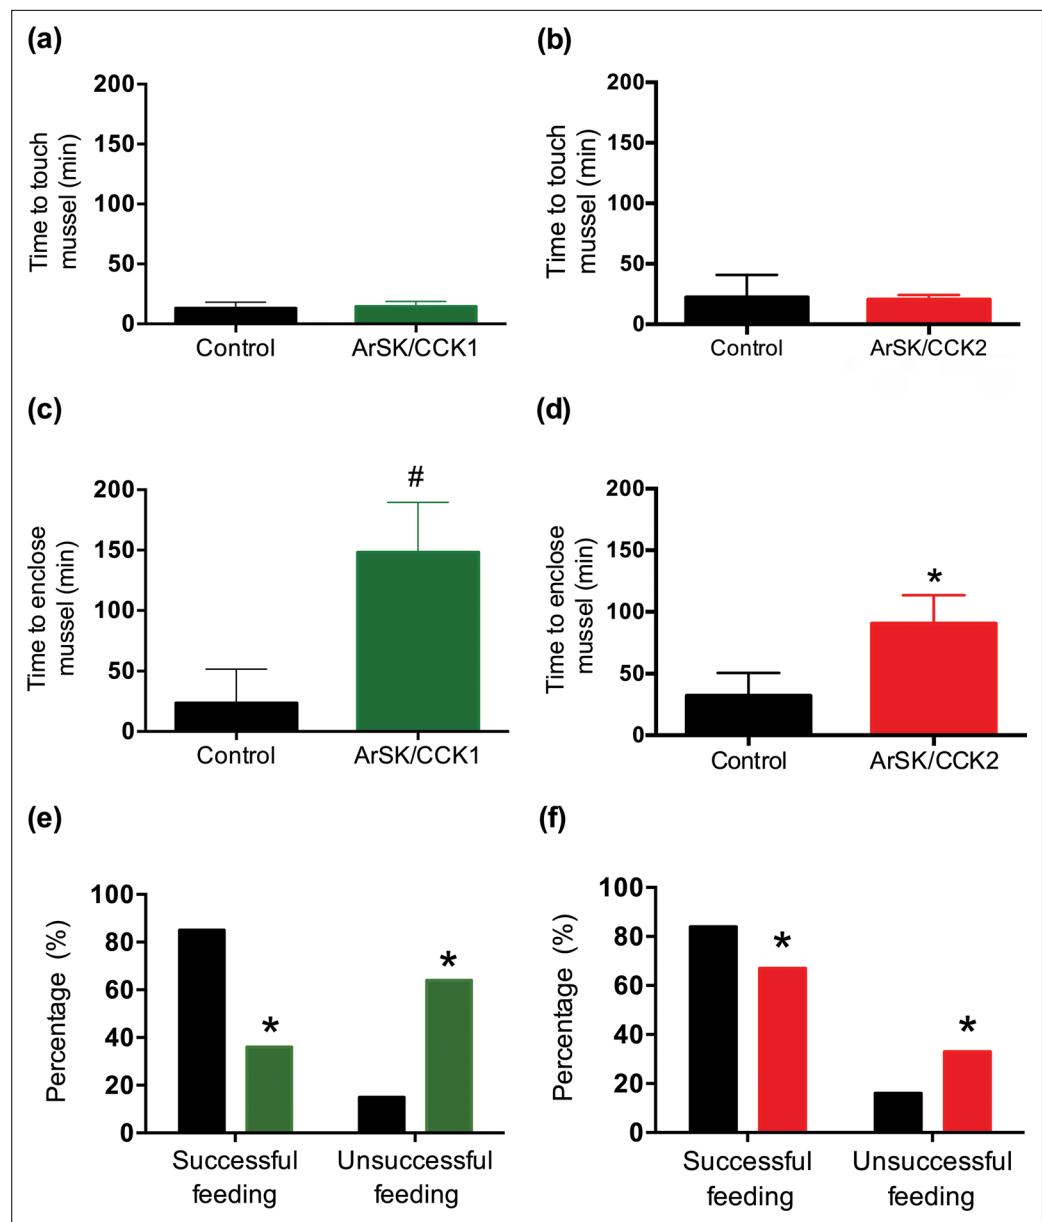 (a)
Time to touch
mussel (min)
200
150
100
50
0
Control
ArSK/CCK1
(b)
Time to touch
mussel (min)
200
150
100
50
0
Control
ArSK/CCK2
(c)
Time to enclose
mussel (min)
200
150
100
50
0
#
Control
ArSK/CCK1
(d)
Time to enclose
mussel (min)
200
150
100
50
0
*
Control
ArSK/CCK2
(e)
Percentage (%)
100
80
60
40
20
0
*
*
Successful
feeding
Unsuccessful
feeding
(f)
Percentage (%)
100
80
60
40
20
0
*
*
Successful
feeding
Unsuccessful
feeding